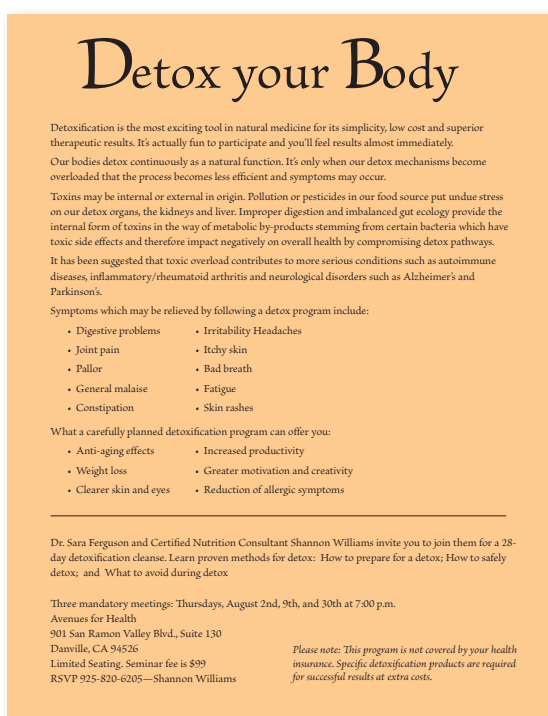 Detox your Body
Detoxification is the most exciting tool in natural medicine for its simplicity, low cost and superior
therapeutic results. It's actually fun to participate and you'll feel results almost immediately.
Our bodies detox continuously as a natural function. It's only when our detox mechanisms become
overloaded that the process becomes less efficient and symptoms may occur.
Toxins may be internal or external in origin. Pollution or pesticides in our food source put undue stress
on our detox organs, the kidneys and liver. Improper digestion and imbalanced gut ecology provide the
internal form of toxins in the way of metabolic by-products stemming from certain bacteria which have
toxic side effects and therefore impact negatively on overall health by compromising detox pathways.
It has been suggested that toxic overload contributes to more serious conditions such as autoimmune
diseases, inflammatory/rheumatoid arthritis and neurological disorders such as Alzheimer's and
Parkinson's.
Symptoms which may be relieved by following a detox program include:
• Digestive problems • Irritability Headaches
• Joint pain • Itchy skin
• Pallor • Bad breath
• General malaise • Fatigue
• Constipation • Skin rashes
What a carefully planned detoxification program can offer you:
• Anti-aging effects • Increased productivity
• Weight loss • Greater motivation and creativity
• Clearer skin and eyes • Reduction of allergic symptoms
Dr. Sara Ferguson and Certified Nutrition Consultant Shannon Williams invite you to join them for a 28-
day detoxification cleanse. Learn proven methods for detox: How to prepare for a detox; How to safely
detox; and What to avoid during detox
Three mandatory meetings: Thursdays, August 2nd, 9th, and 30th at 7:00 p.m.
Avenues for Health
901 San Ramon Valley Blvd., Suite 130
Danville, CA 94526
Limited Seating. Seminar fee is $99
RSVP 925-820-6205—Shannon Williams
Please note: This program is not covered by your health
insurance. Specific detoxification products are required
for successful results at extra costs.